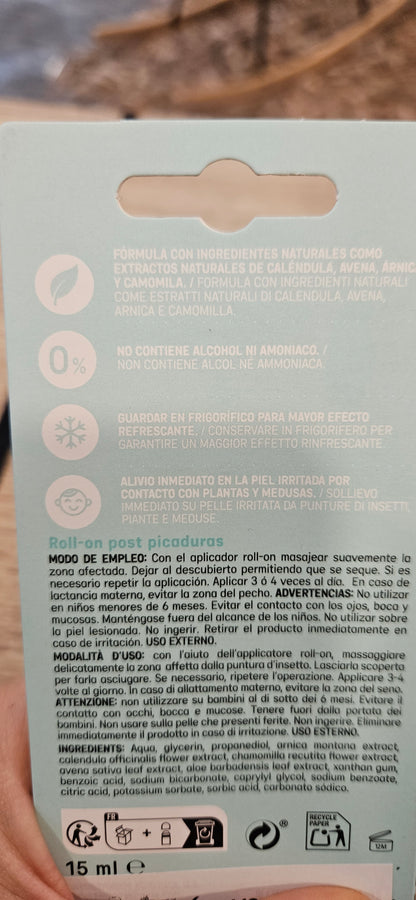 FÓRMULA CON INGREDIENTES NATURALES COMO
EXTRACTOS NATURALES DE CALÉNDULA, AVENA, ÁRNICA
Y CAMOMILA. / FORMULA CON INGREDIENTI NATURALI
COME ESTRATTI NATURALI DI CALENDULA, AVENA,
ARNICA E CAMOMILLA.
0%
NO CONTIENE ALCOHOL NI AMONIACO. /
NON CONTIENE ALCOL NÉ AMMONIACA.
GUARDAR EN FRIGORÍFICO PARA MAYOR EFECTO
REFRESCANTE. / CONSERVARE IN FRIGORIFERO PER
GARANTIRE UN MAGGIOR EFFETTO RINFRESCANTE.
ALIVIO INMEDIATO EN LA PIEL IRRITADA POR
CONTACTO CON PLANTAS Y MEDUSAS. / SOLLIEVO
IMMEDIATO SU PELLE IRRITATA DA PUNTURE DI INSETTI,
PIANTE E MEDUSE.
Roll-on post picaduras
MODO DE EMPLEO: Con el aplicador roll-on masajear suavemente la
zona afectada. Dejar al descubierto permitiendo que se seque. Si es
necesario repetir la aplicación. Aplicar 3 ó 4 veces al día. En caso de
lactancia materna, evitar la zona del pecho. ADVERTENCIAS: No utilizar
en niños menores de 6 meses. Evitar el contacto con los ojos, boca y
mucosas. Manténgase fuera del alcance de los niños. No utilizar sobre
la piel lesionada. No ingerir. Retirar el producto inmediatamente en
caso de irritación. USO EXTERNO.
MODALITÀ D'USO: con l'aiuto dell'applicatore roll-on, massaggiare
delicatamente la zona affetta dalla puntura d'insetto. Lasciarla scoperta
per farla asciugare. Se necessario, ripetere l'operazione. Applicare 3-4
volte al giorno. In caso di allattamento materno, evitare la zona del seno.
ATTENZIONE: non utilizzare su bambini al di sotto dei 6 mesi. Evitare il
contatto con occhi, bocca e mucose. Tenere fuori dalla portata dei
bambini. Non usare sulla pelle che presenti ferite. Non ingerire. Eliminare
immediatamente il prodotto in caso di irritazione. USO ESTERNO.
INGREDIENTS: Aqua, glycerin, propanediol, arnica montana extract,
calendula officinalis flower extract, chamomilla recutita flower extract,
avena sativa leaf extract, aloe barbadensis leaf extract, xanthan gum,
benzoic acid, sodium bicarbonate, caprylyl glycol, sodium benzoate,
citric acid, potassium sorbate, sorbic acid, carbonato sódico.
FR
+
®
RECYCLE
PAPER
12M
15 ml ℮